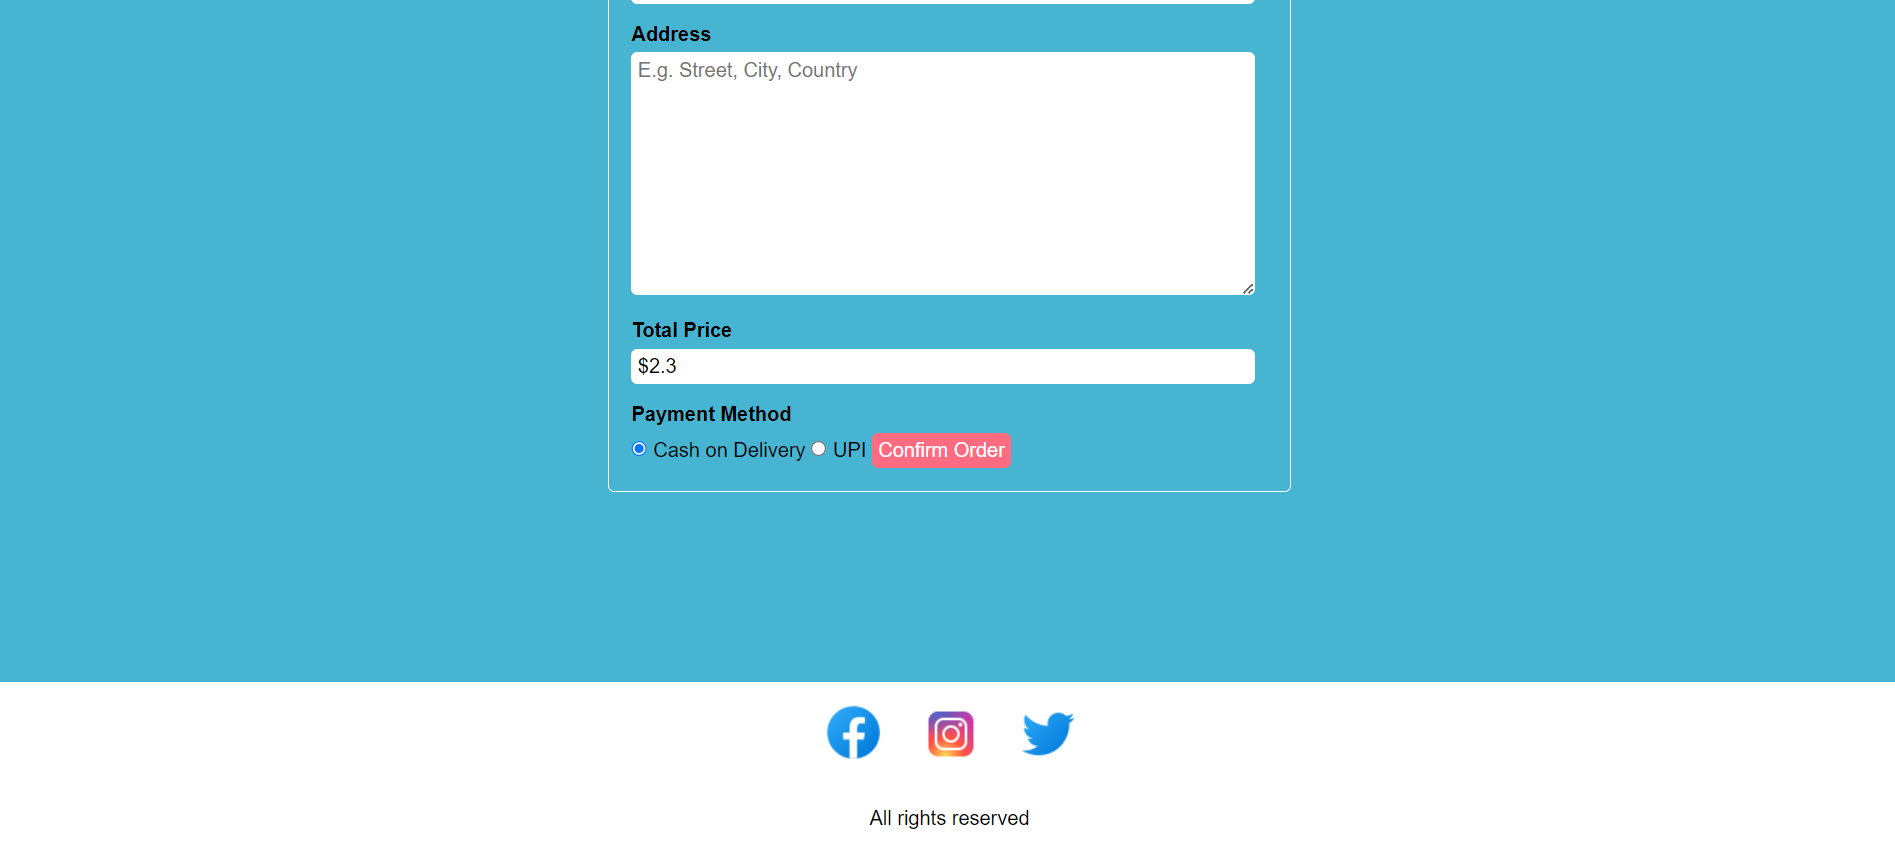 Address
E.g. Street, City, Country
Total Price
$2.3
Payment Method
Cash on Delivery UPI Confirm Order
All rights reserved